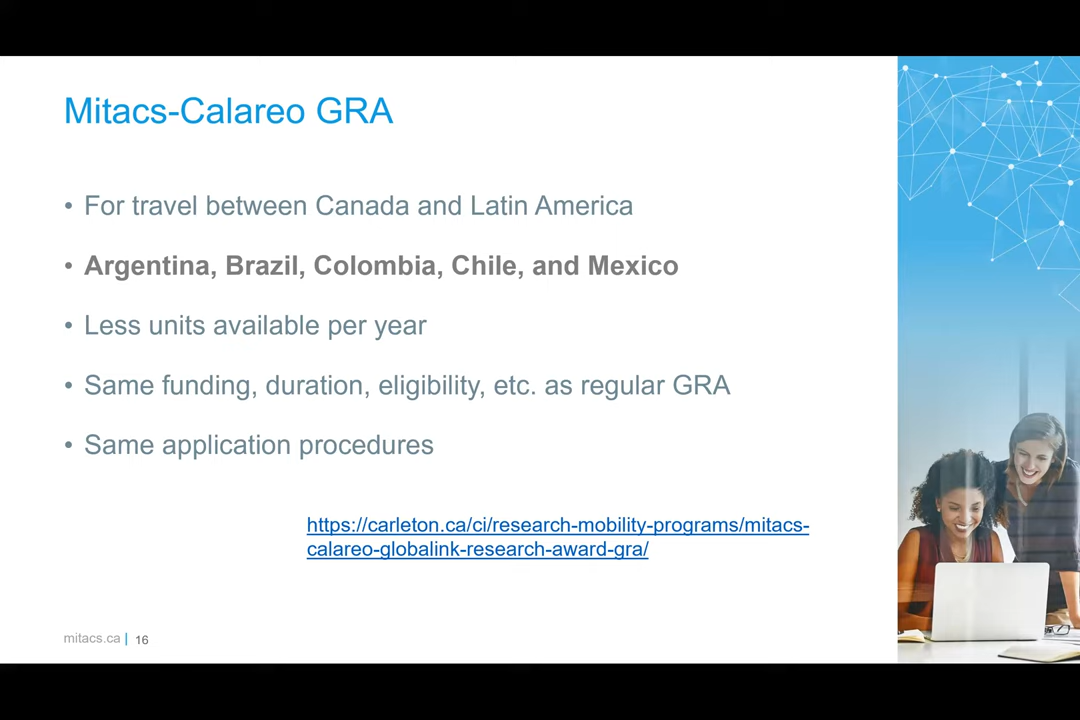 Mitacs-Calareo GRA
• For travel between Canada and Latin America
• Argentina, Brazil, Colombia, Chile, and Mexico
• Less units available per year
• Same funding, duration, eligibility, etc. as regular GRA
• Same application procedures
https://carleton.ca/ci/research-mobility-programs/mitacs-
calareo-globalink-research-award-gra/
mitacs.ca | 16